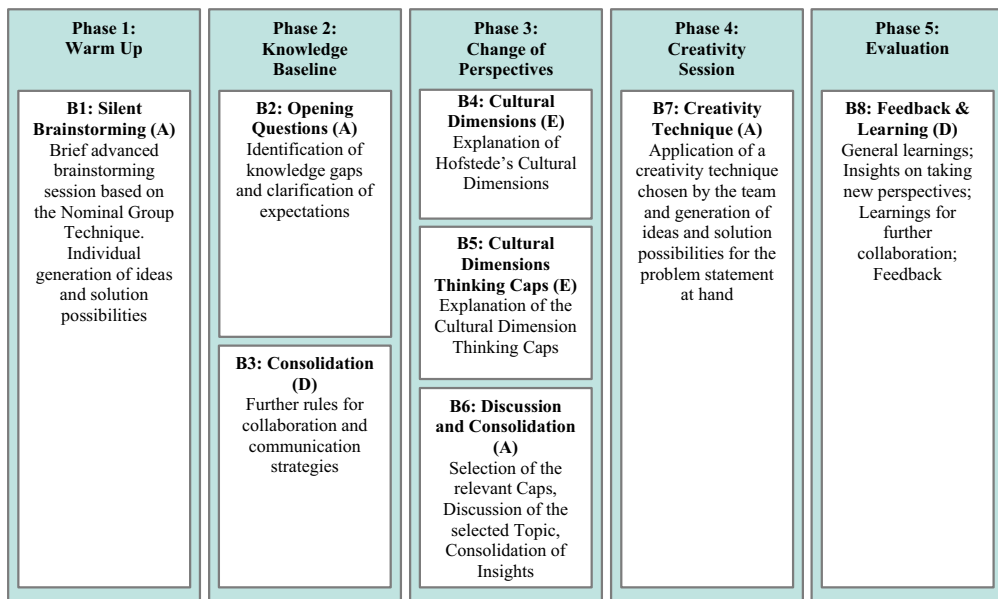 Phase 1:
Warm Up
B1: Silent
Brainstorming (A)
Brief advanced
brainstorming
session based on
the Nominal Group
Technique.
Individual
generation of ideas
and solution
possibilities
Phase 2:
Knowledge
Baseline
B2: Opening
Questions (A)
Identification of
knowledge gaps
and clarification of
expectations
B3: Consolidation
(D)
Further rules for
collaboration and
communication
strategies
Phase 3:
Change of
Perspectives
B4: Cultural
Dimensions (E)
Explanation of
Hofstede’s Cultural
Dimensions
B5: Cultural
Dimensions
Thinking Caps (E)
Explanation of the
Cultural Dimension
Thinking Caps
B6: Discussion
and Consolidation
(A)
Selection of the
relevant Caps,
Discussion of the
selected Topic,
Consolidation of
Insights
Phase 4:
Creativity
Session
B7: Creativity
Technique (A)
Application of a
creativity technique
chosen by the team
and generation of
ideas and solution
possibilities for the
problem statement
at hand
Phase 5:
Evaluation
B8: Feedback &
Learning (D)
General learnings;
Insights on taking
new perspectives;
Learnings for
further
collaboration;
Feedback